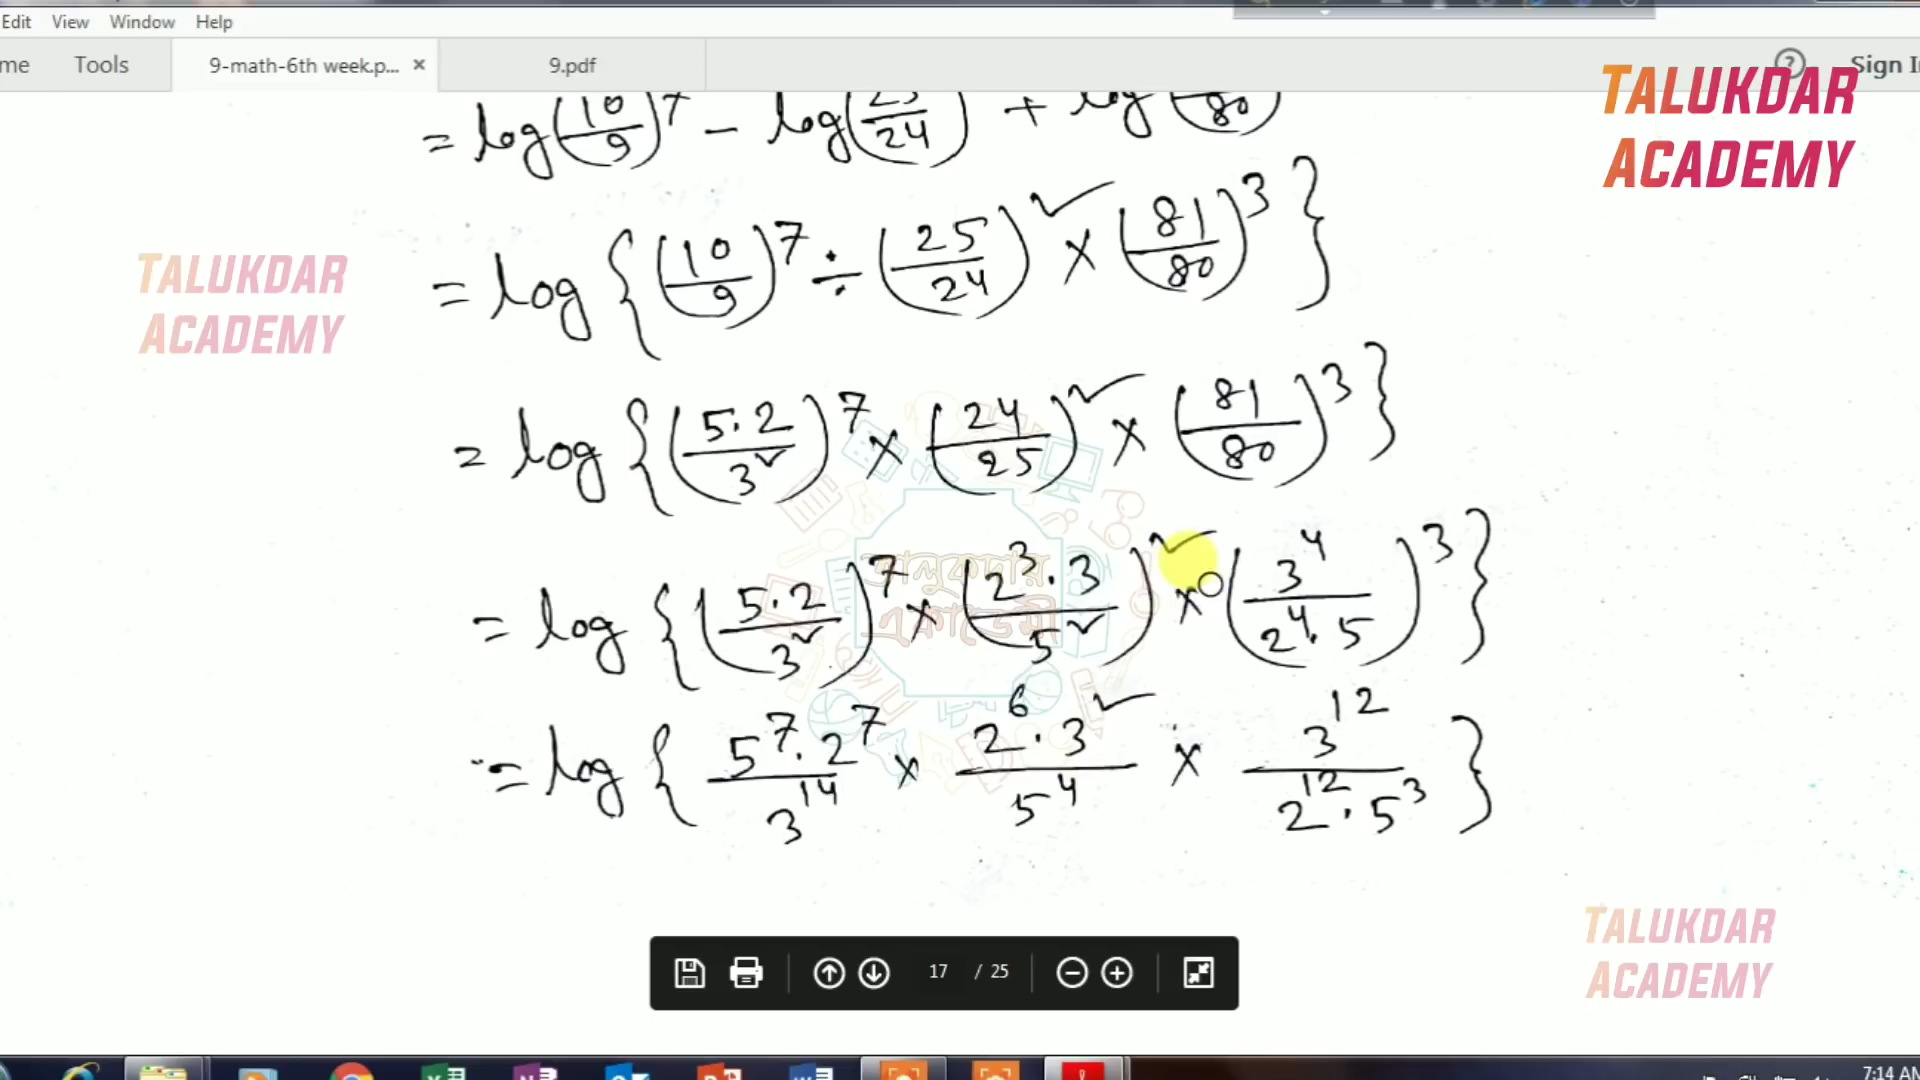 Edit View Window Help
me Tools 9-math-6th week.p... × 9.pdf ? Sign I
TALUKDAR
ACADEMY
= log(10/9)^7 - log(25/24) + log /80)
= log{(10/9)^7 ÷ (25/24)^2 × (81/80)^3}
TALUKDAR
ACADEMY
= log{(5·2/3^2)^7 × (24/25)^2 × (81/80)^3}
= log{(5·2/3^2)^7 × (2^3·3/5^2)^2 × (3^4/2^4·5)^3}
তালুকদার
একাডেমী
= log{5^7·2^7/3^14 × 2^6·3^2/5^4 × 3^12/2^12·5^3}
TALUKDAR
ACADEMY
17 / 25
7:14 AM